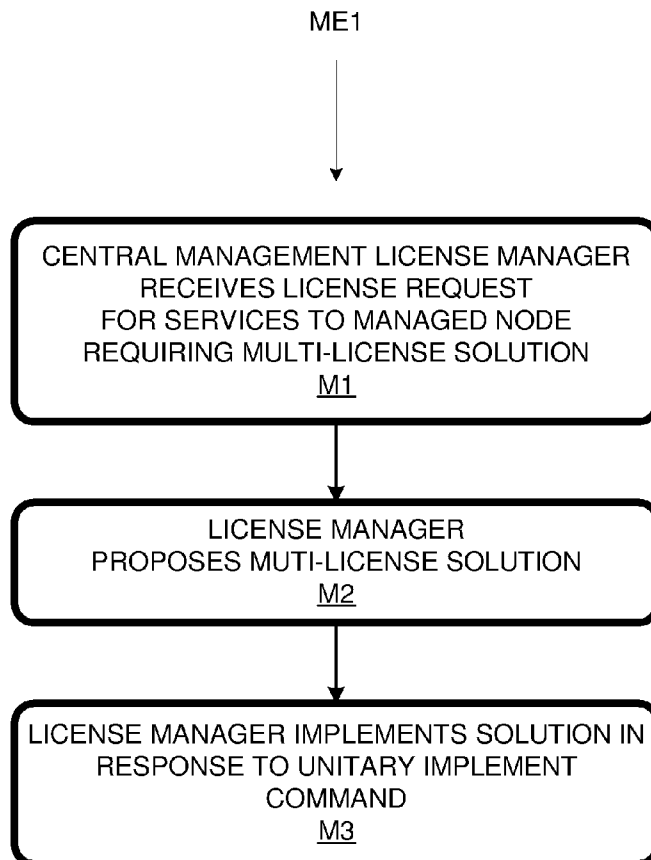 ME1
CENTRAL MANAGEMENT LICENSE MANAGER
RECEIVES LICENSE REQUEST
FOR SERVICES TO MANAGED NODE
REQUIRING MULTI-LICENSE SOLUTION
M1
LICENSE MANAGER
PROPOSES MUTI-LICENSE SOLUTION
M2
LICENSE MANAGER IMPLEMENTS SOLUTION IN
RESPONSE TO UNITARY IMPLEMENT
COMMAND
M3